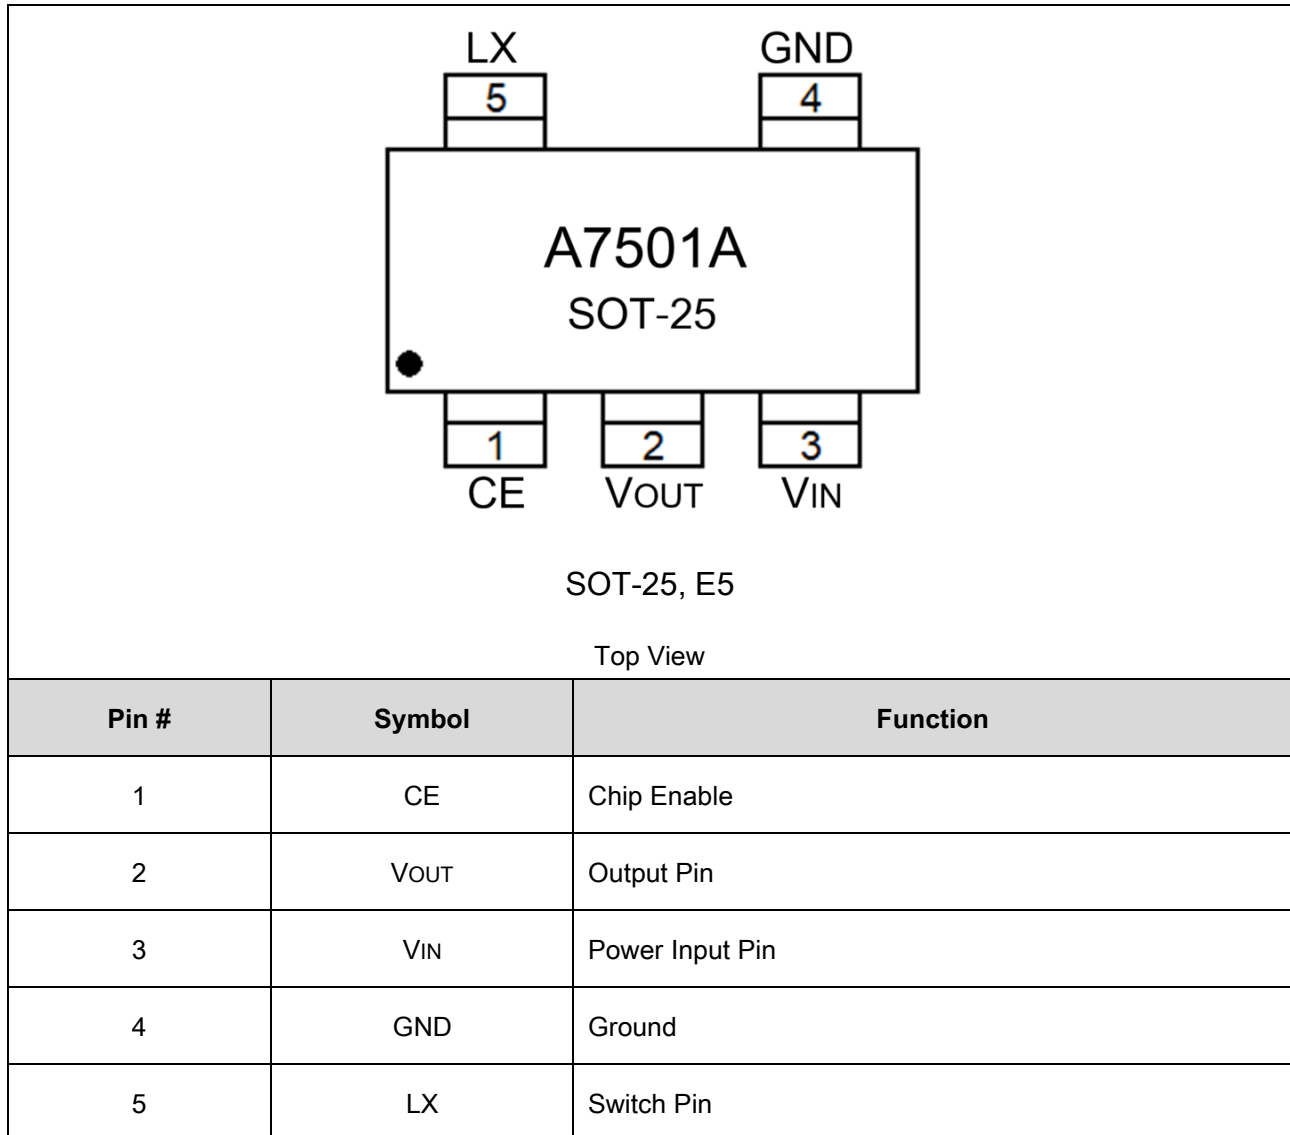 LX GND
5 4
A7501A
SOT-25
1 2 3
CE VOUT VIN
SOT-25, E5
Top View
Pin # Symbol Function
1 CE Chip Enable
2 VOUT Output Pin
3 VIN Power Input Pin
4 GND Ground
5 LX Switch Pin